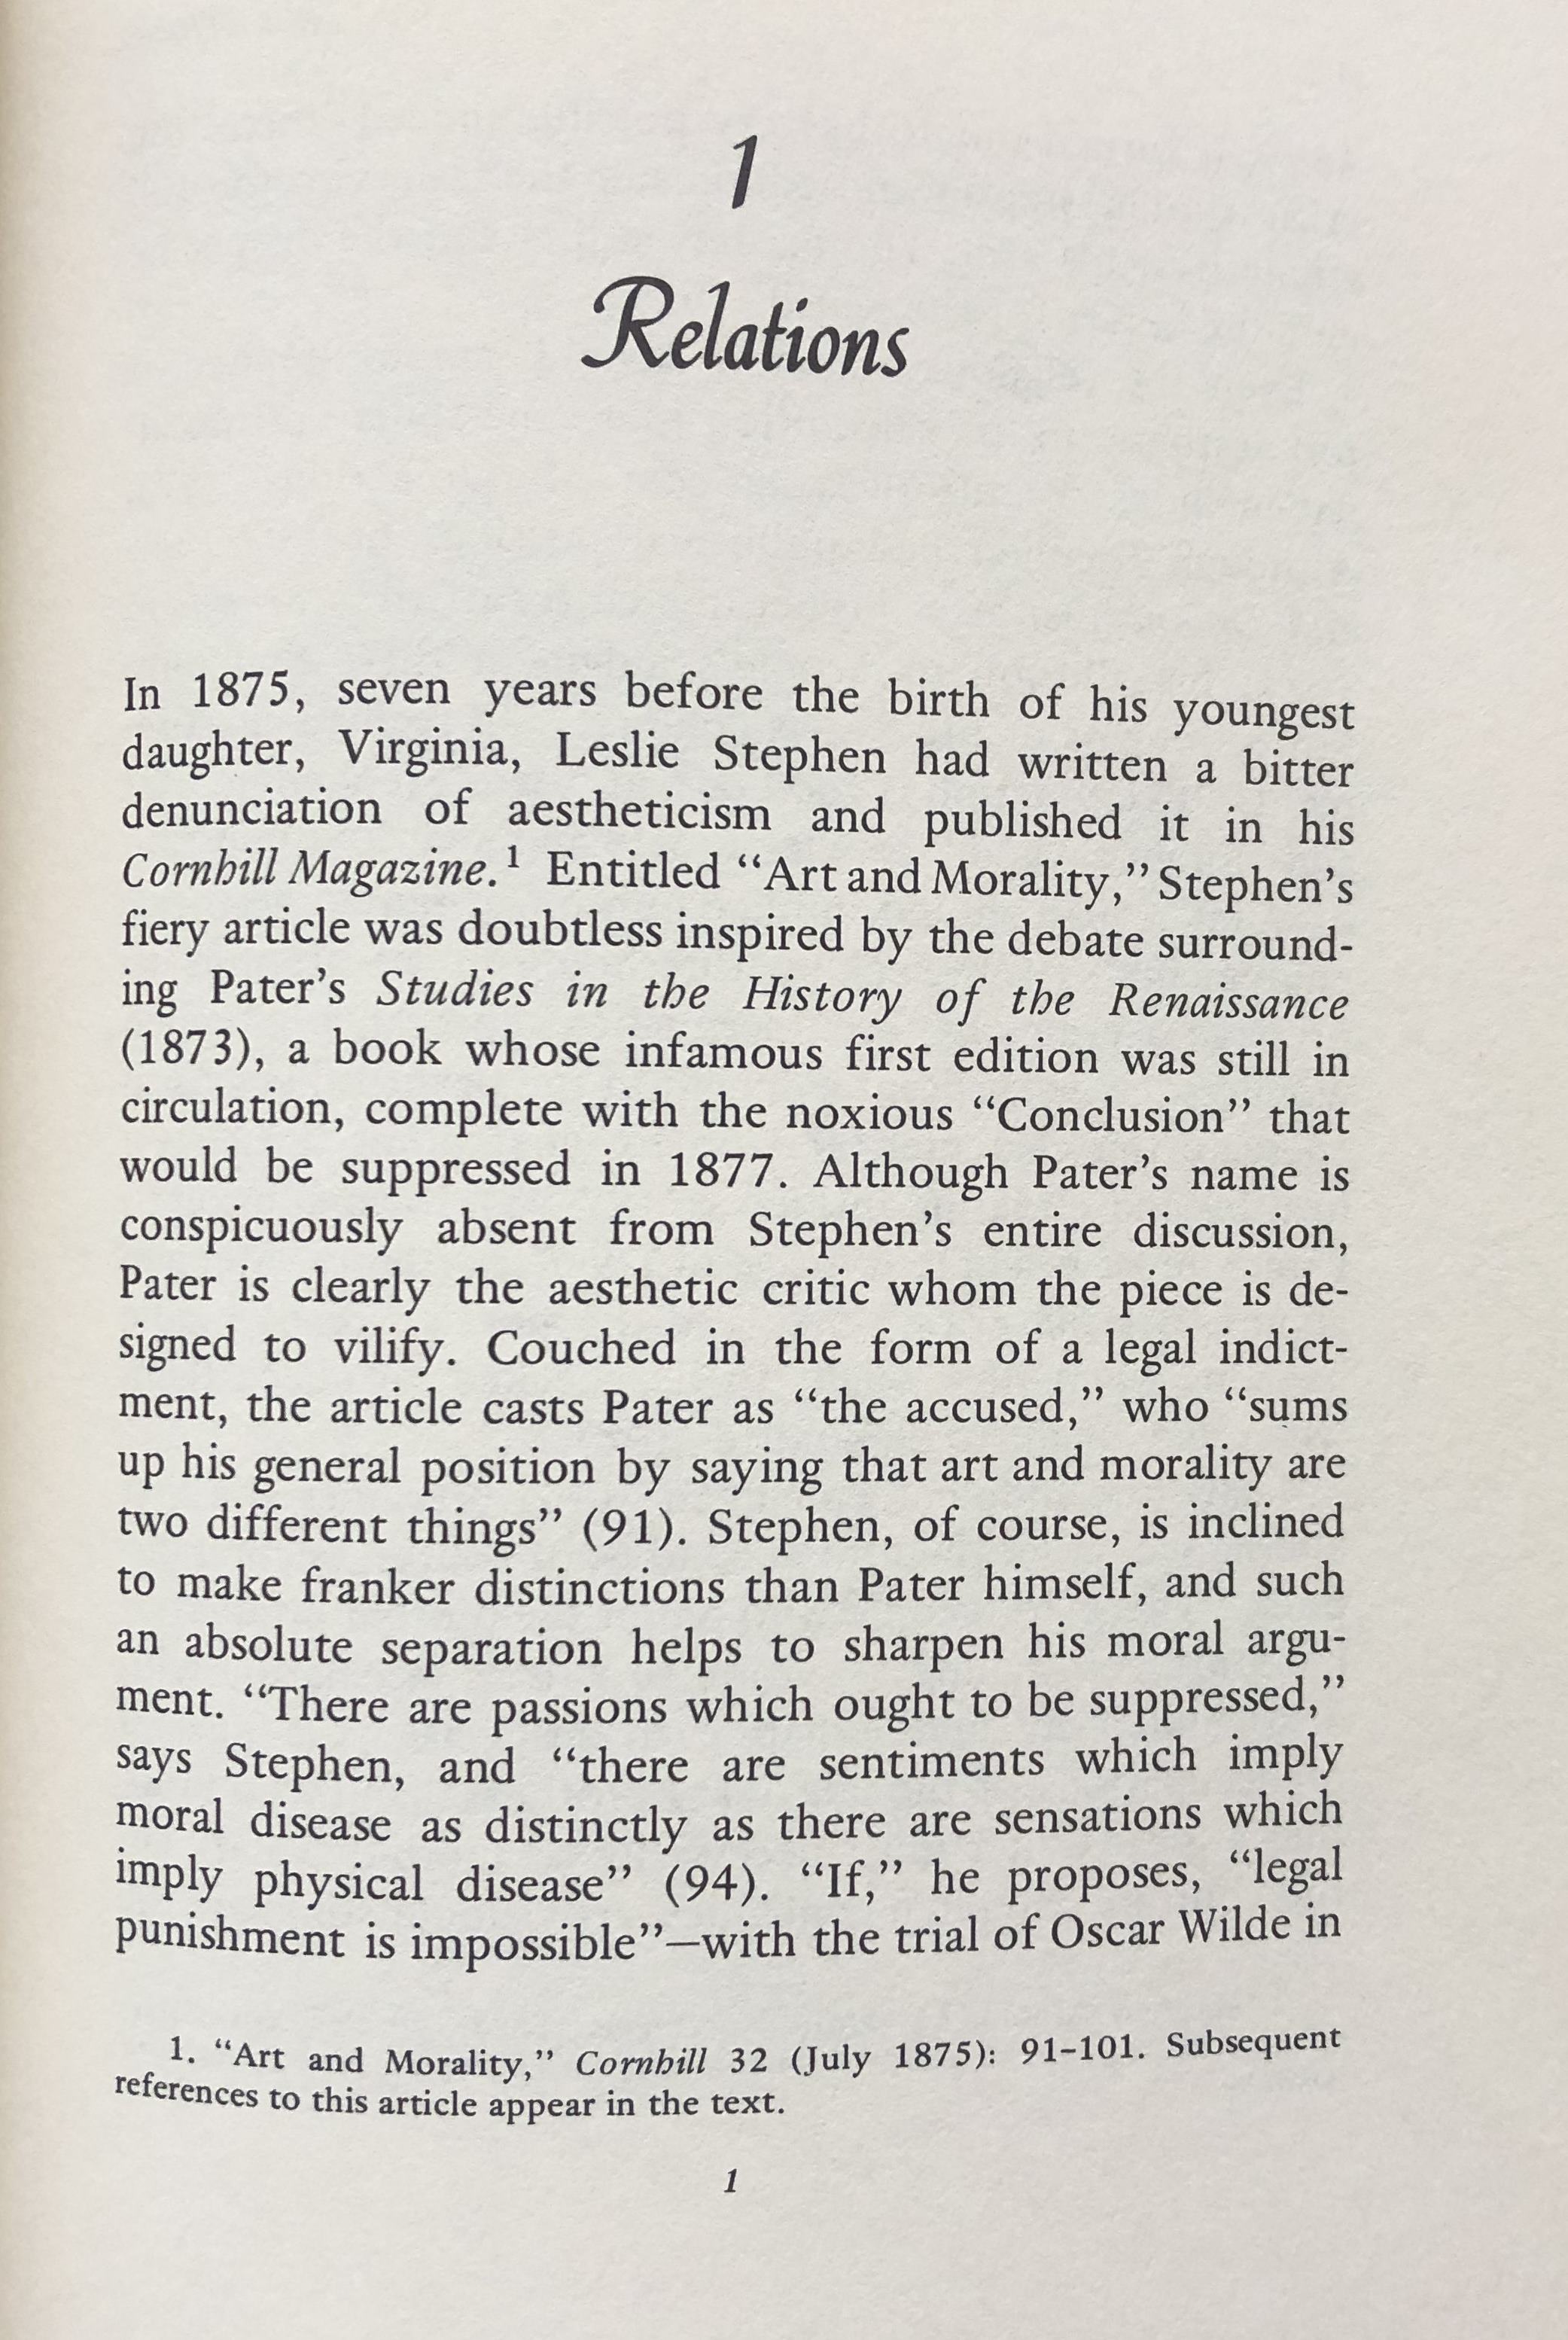 1
Relations
In 1875, seven years before the birth of his youngest
daughter, Virginia, Leslie Stephen had written a bitter
denunciation of aestheticism and published it in his
Cornhill Magazine.¹ Entitled “Art and Morality,” Stephen’s
fiery article was doubtless inspired by the debate surround-
ing Pater’s Studies in the History of the Renaissance
(1873), a book whose infamous first edition was still in
circulation, complete with the noxious “Conclusion” that
would be suppressed in 1877. Although Pater’s name is
conspicuously absent from Stephen’s entire discussion,
Pater is clearly the aesthetic critic whom the piece is de-
signed to vilify. Couched in the form of a legal indict-
ment, the article casts Pater as “the accused,” who “sums
up his general position by saying that art and morality are
two different things” (91). Stephen, of course, is inclined
to make franker distinctions than Pater himself, and such
an absolute separation helps to sharpen his moral argu-
ment. “There are passions which ought to be suppressed,”
says Stephen, and “there are sentiments which imply
moral disease as distinctly as there are sensations which
imply physical disease” (94). “If,” he proposes, “legal
punishment is impossible”—with the trial of Oscar Wilde in
1. “Art and Morality,” Cornhill 32 (July 1875): 91–101. Subsequent
references to this article appear in the text.
1